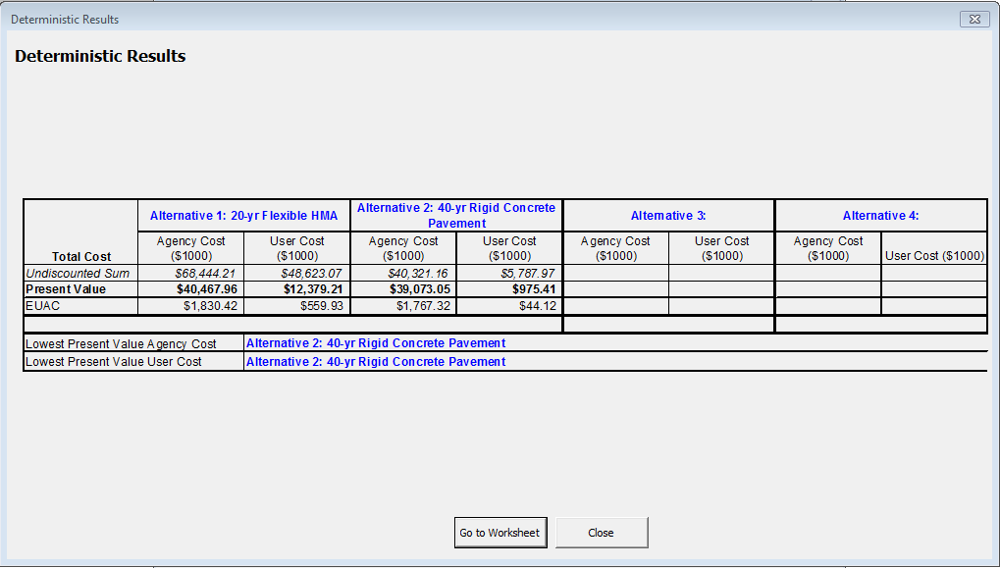 Deterministic Results
Deterministic Results
Alternative 1: 20-yr Flexible HMA
Alternative 2: 40-yr Rigid Concrete
Pavement
Alternative 3:
Alternative 4:
Total Cost
Agency Cost
($1000)
User Cost
($1000)
Agency Cost
($1000)
User Cost
($1000)
Agency Cost
($1000)
User Cost
($1000)
Agency Cost
($1000)
User Cost ($1000)
Undiscounted Sum $66,444.21 $48,623.07 $40,321.16 $5,787.97
Present Value $40,467.96 $12,379.21 $39,073.05 $975.41
EUAC $1,830.42 $559.93 $1,767.32 $44.12
Lowest Present Value Agency Cost Alternative 2: 40-yr Rigid Concrete Pavement
Lowest Present Value User Cost Alternative 2: 40-yr Rigid Concrete Pavement
Go to Worksheet Close